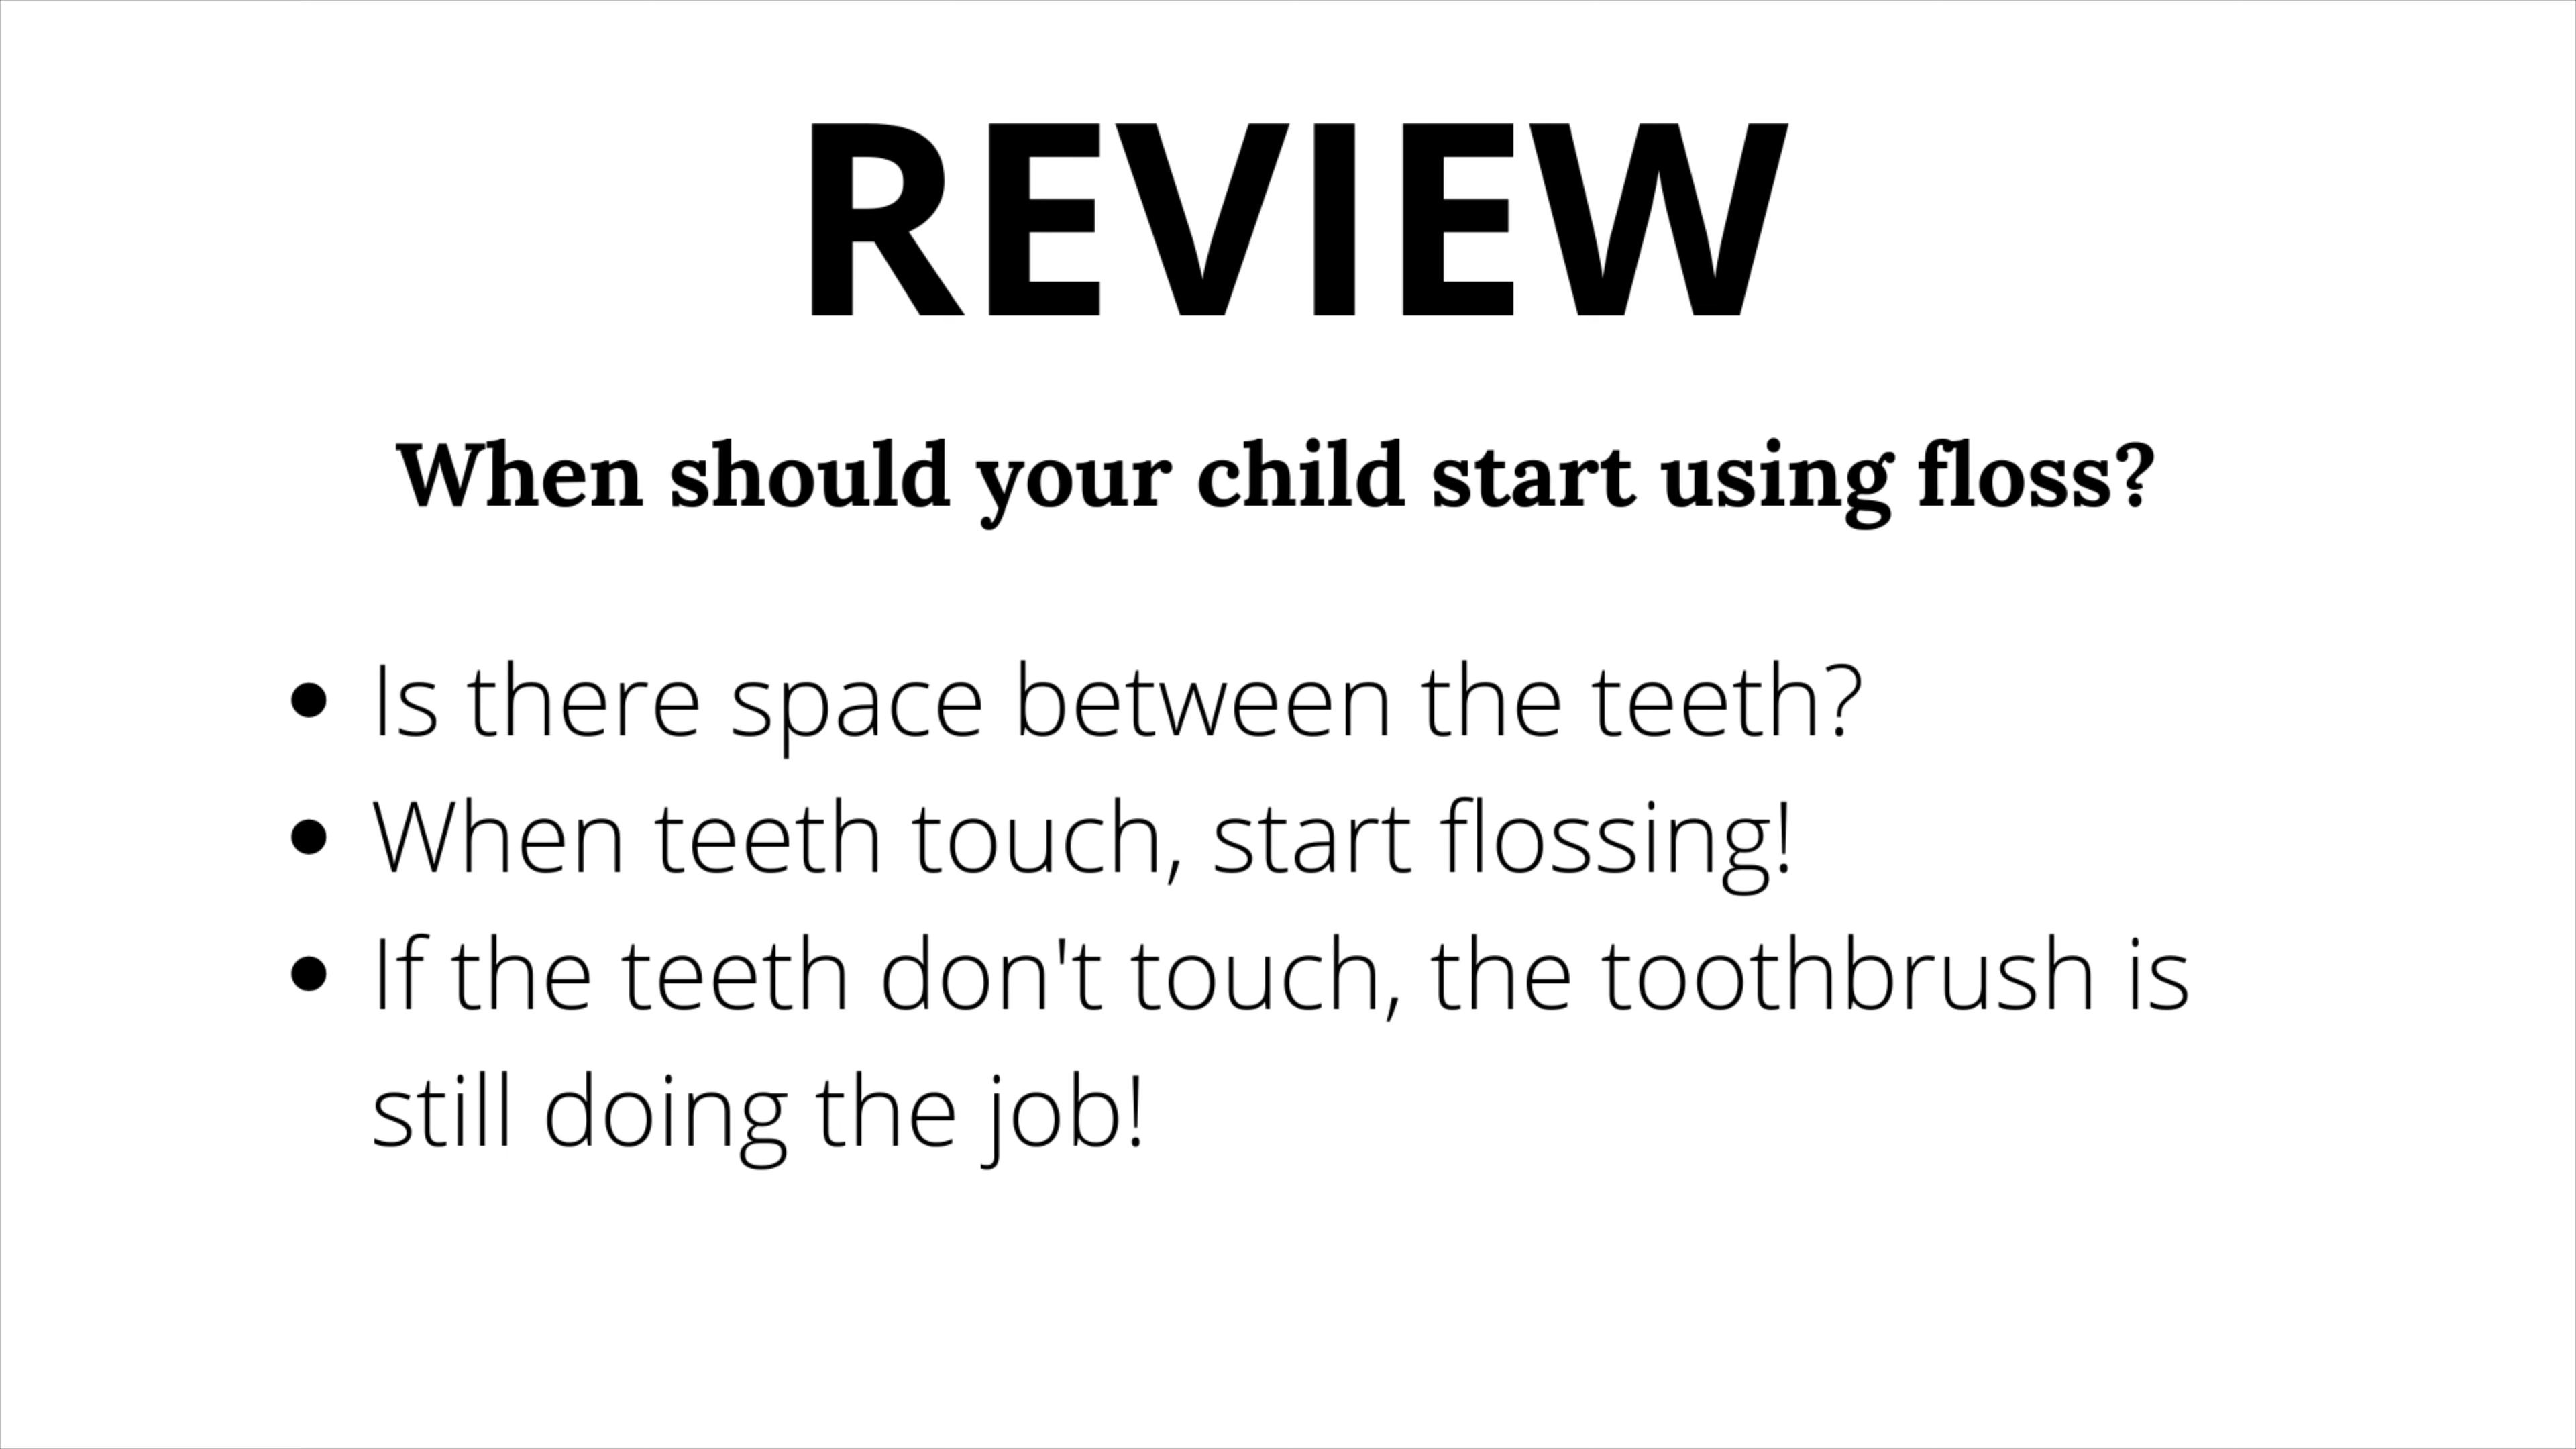 REVIEW
When should your child start using floss?
• Is there space between the teeth?
• When teeth touch, start flossing!
• If the teeth don't touch, the toothbrush is
still doing the job!